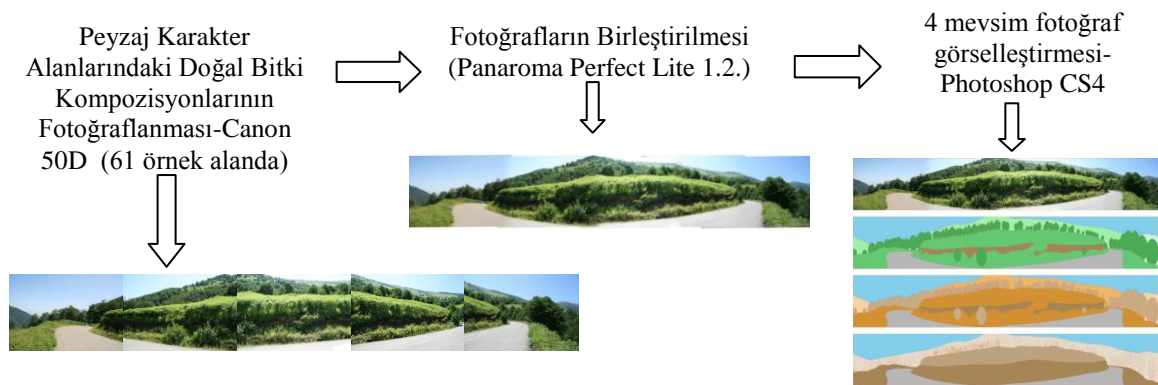 Peyzaj Karakter
Alanlarındaki Doğal Bitki
Kompozisyonlarının
Fotoğraflanması-Canon
50D (61 örnek alanda)
Fotoğrafların Birleştirilmesi
(Panaroma Perfect Lite 1.2.)
4 mevsim fotoğraf
görselleştirmesi-
Photoshop CS4